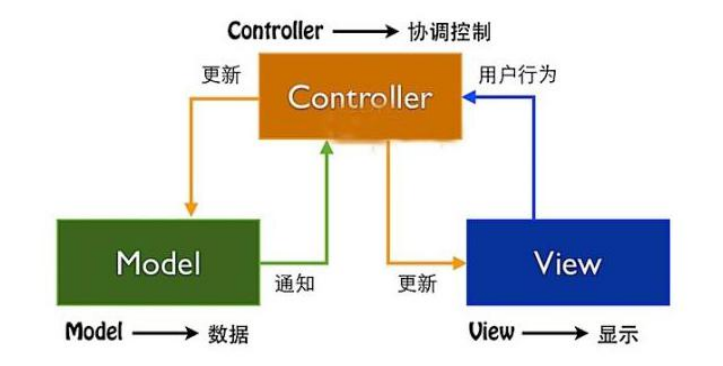 Controller → 协调控制
更新
用户行为
Controller
Model
View
通知
更新
Model → 数据
View → 显示